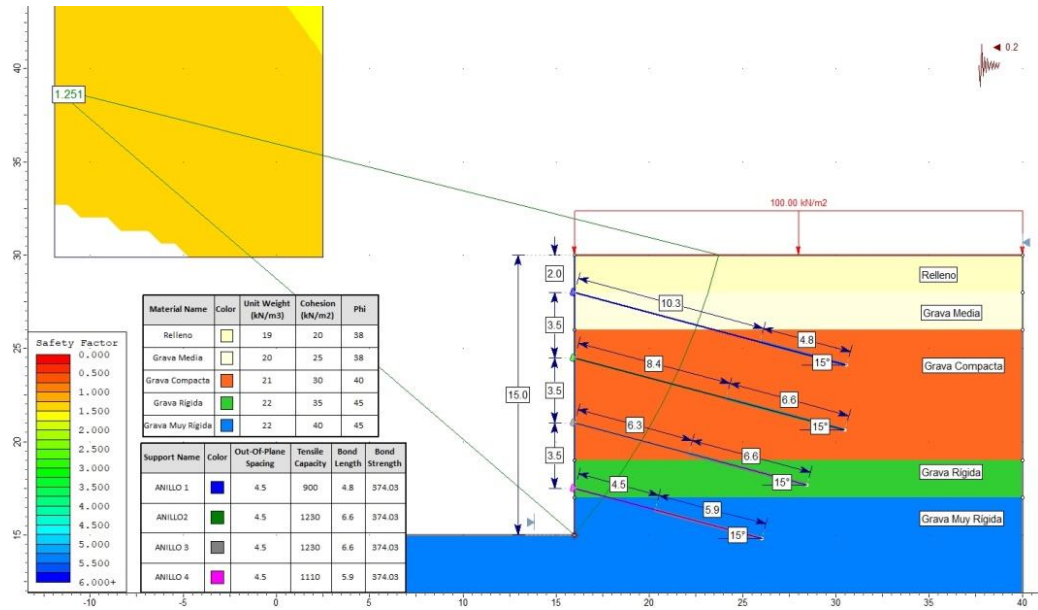 0.2
1.251
100.00 kN/m2
Relleno
Grava Media
Grava Compacta
Grava Rígida
Grava Muy Rígida
2.0
3.5
3.5
3.5
15.0
10.3
4.8
15°
8.4
6.6
15°
6.3
6.6
15°
4.5
5.9
15°
Material Name Color Unit Weight (kN/m3) Cohesion (kN/m2) Phi
Relleno 19 20 38
Grava Media 20 25 38
Grava Compacta 21 30 40
Grava Rígida 22 35 45
Grava Muy Rígida 22 40 45
Support Name Color Out-Of-Plane Spacing Tensile Capacity Bond Length Bond Strength
ANILLO 1 4.5 900 4.8 374.03
ANILLO2 4.5 1230 6.6 374.03
ANILLO 3 4.5 1230 6.6 374.03
ANILLO 4 4.5 1110 5.9 374.03
Safety Factor
0.000
0.500
1.000
1.500
2.000
2.500
3.000
3.500
4.000
4.500
5.000
5.500
6.000+
40
35
30
25
20
15
-10
-5
0
5
10
15
20
25
30
35
40